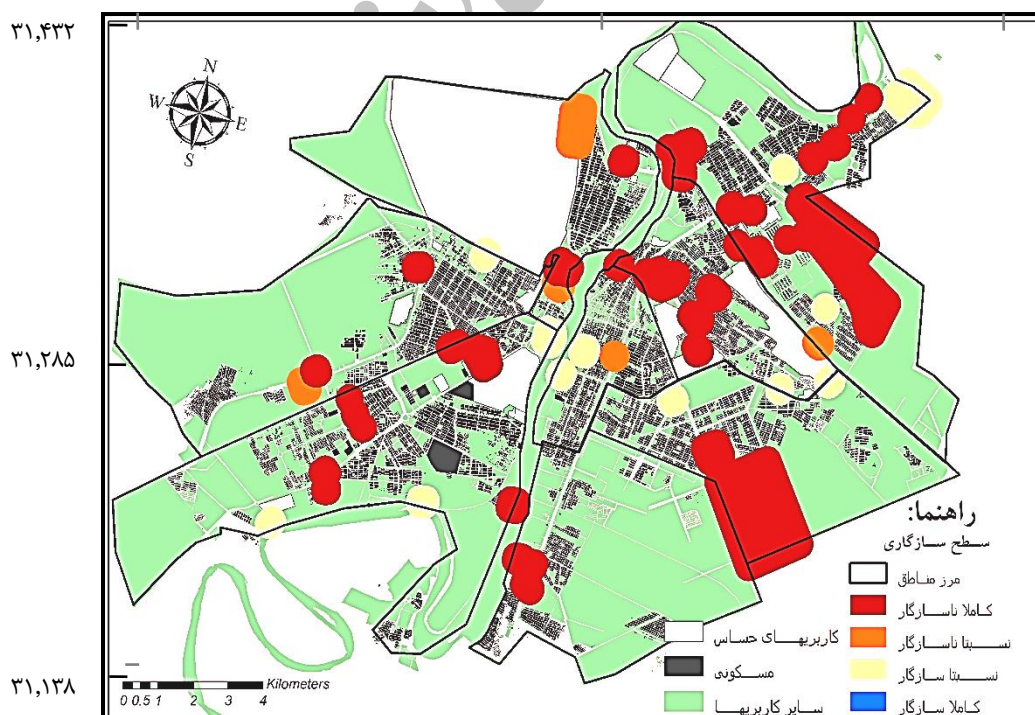 ۳۱,۴۳۲
N
W
E
S
۳۱,۲۸۵
راهنما:
سطح سازگاری
مرز مناطق
کاملا ناسازگار
نسبتا ناسازگار
نسبتا سازگار
کاملا سازگار
کاربریهای حساس
مسکونی
سایر کاربریها
۳۱,۱۳۸
Kilometers
0 0.5 1 2 3 4